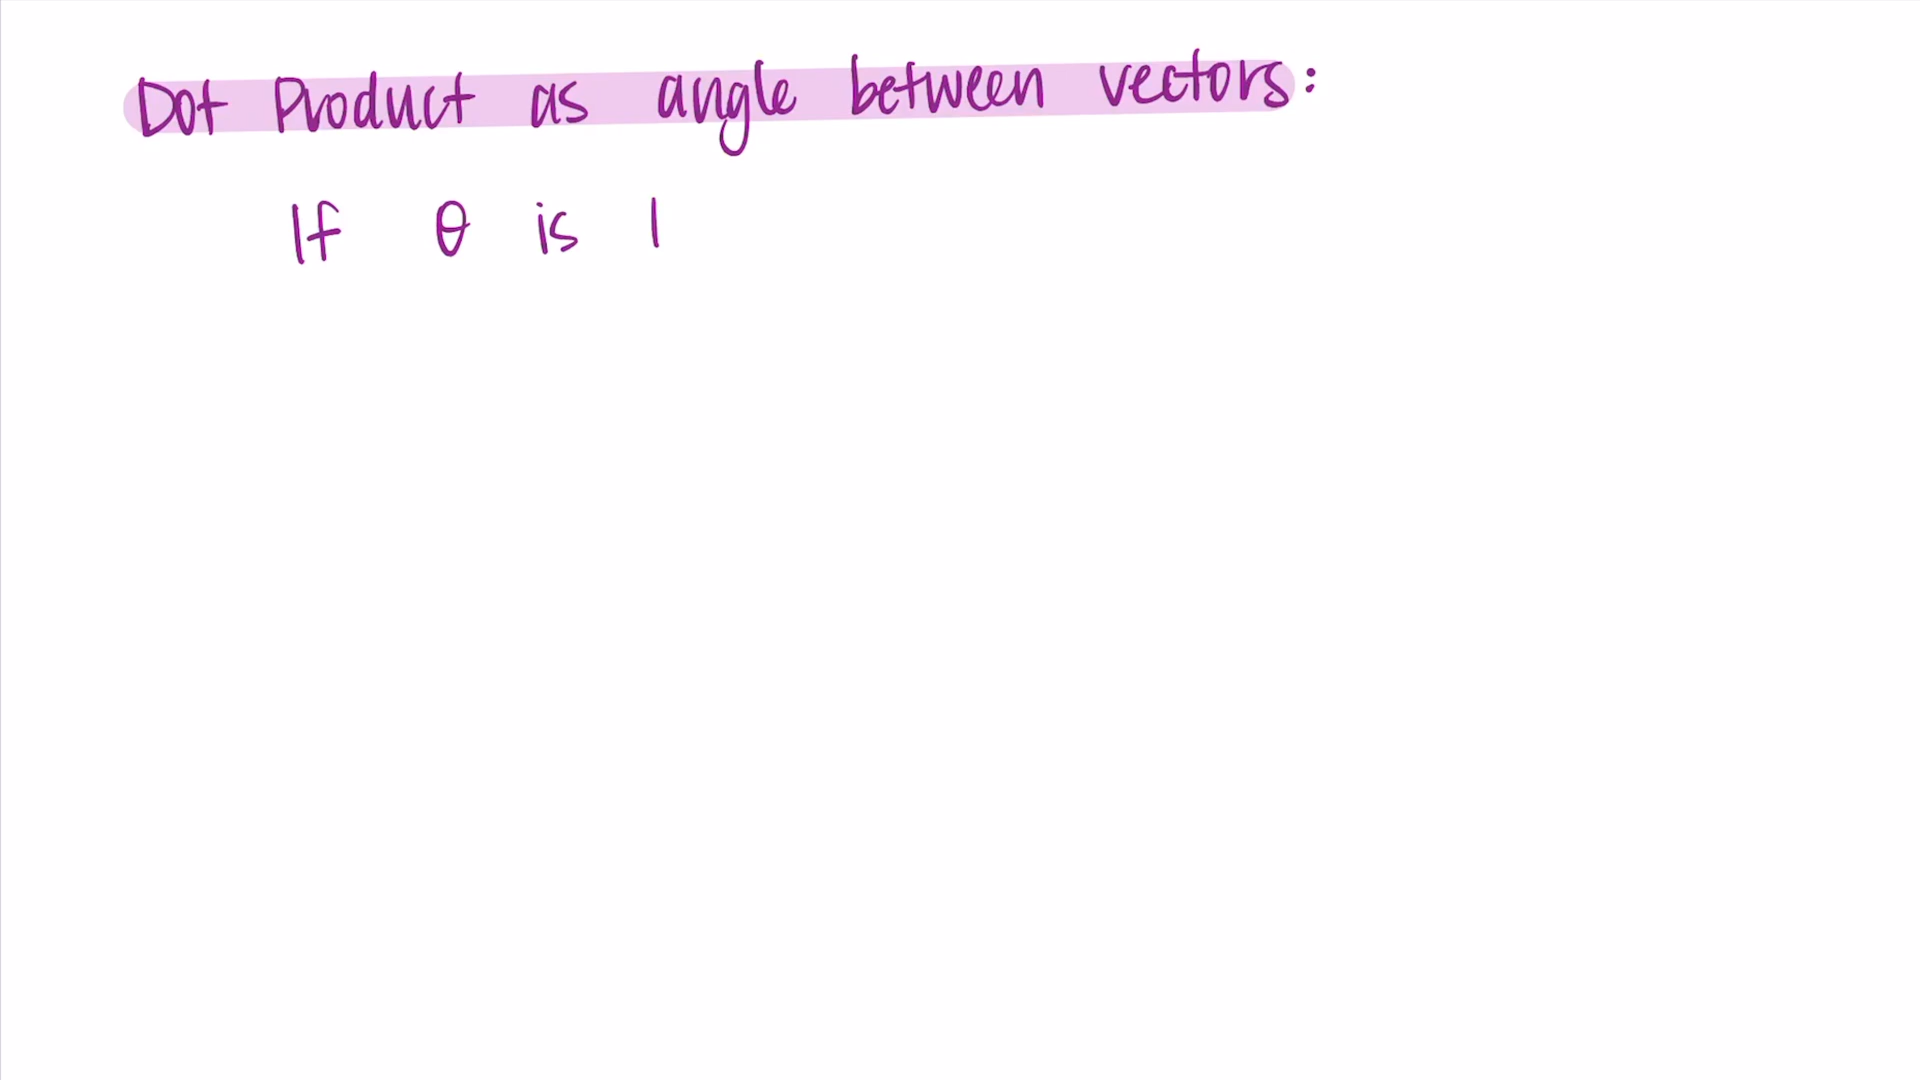 Dot Product as angle between vectors:
If θ is